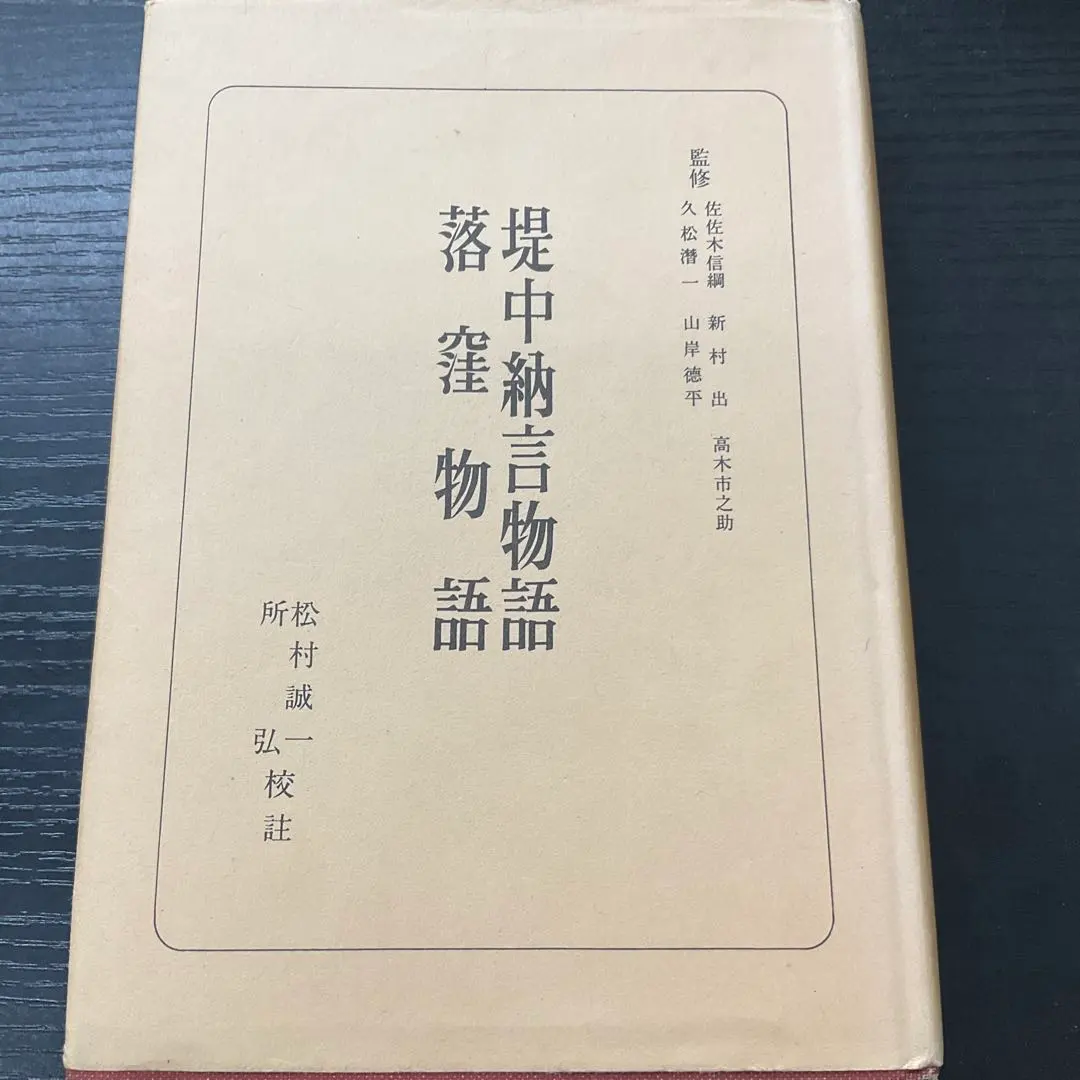 監修 佐佐木信綱 新村出 高木市之助
久松潛一 山岸德平
堤中納言物語
落窪物語
松村誠一
所弘
校註